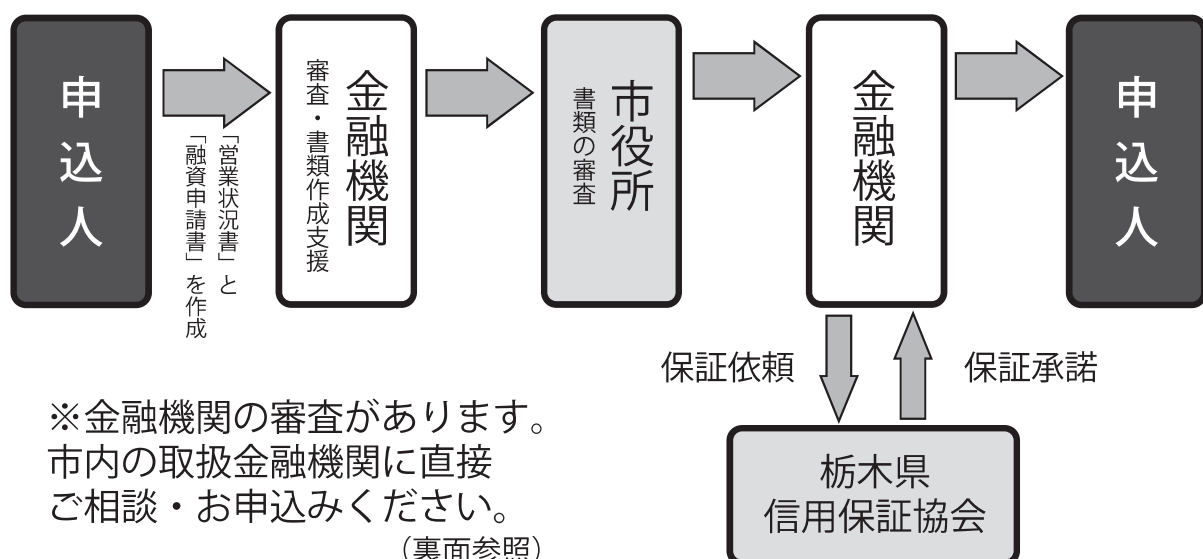 申込人
「営業状況書」と
「融資申請書」を作成
金融機関
審査・書類作成支援
市役所
書類の審査
金融機関
申込人
保証依頼
保証承諾
栃木県
信用保証協会
※金融機関の審査があります。
市内の取扱金融機関に直接
ご相談・お申込みください。
（裏面参照）